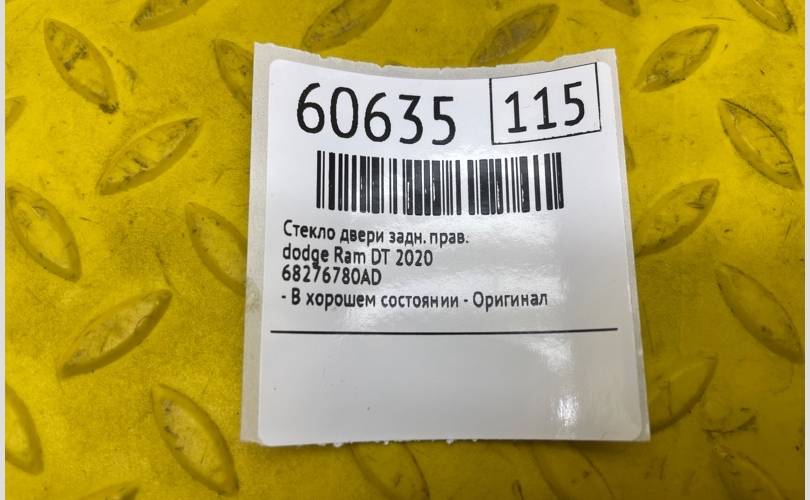 60635 115
Стекло двери задн. прав.
dodge Ram DT 2020
68276780AD
- В хорошем состоянии - Оригинал